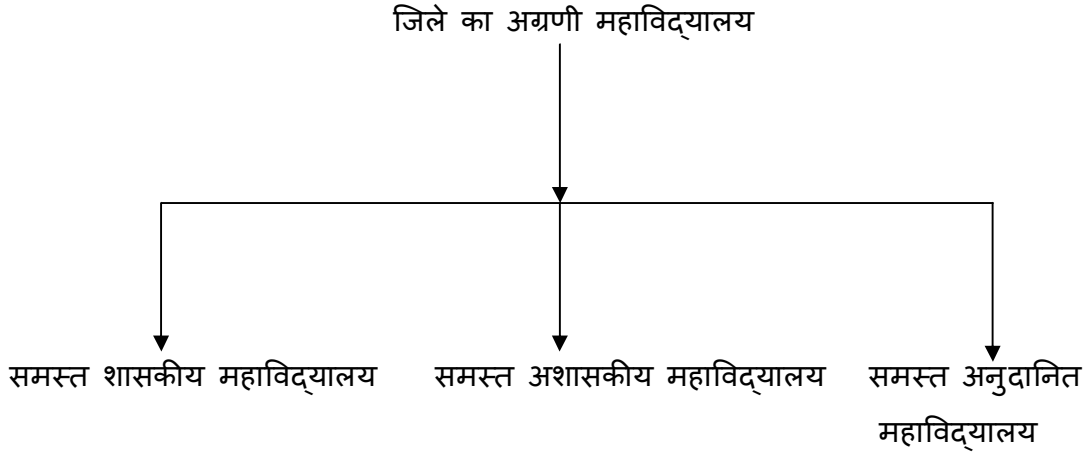 जिले का अग्रणी महाविद्यालय
समस्त शासकीय महाविद्यालय समस्त अशासकीय महाविद्यालय समस्त अनुदानित
महाविद्यालय